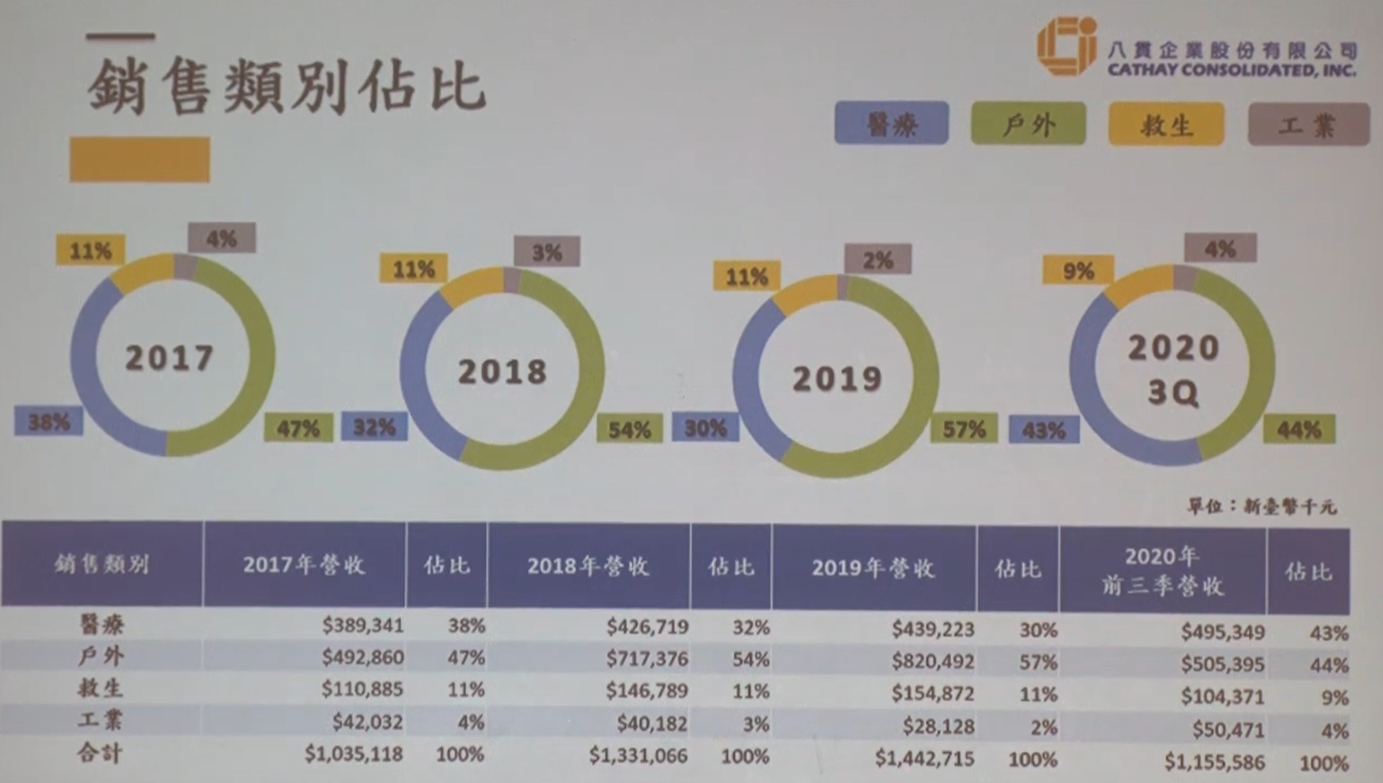 銷售類別佔比
八貫企業股份有限公司
CATHAY CONSOLIDATED, INC.
醫療 戶外 救生 工業
11% 4%
38% 2017 47%
11% 3%
32% 2018 54%
11% 2%
30% 2019 57%
9% 4%
2020
3Q
43% 44%
單位：新臺幣千元
銷售類別 2017年營收 佔比 2018年營收 佔比 2019年營收 佔比 2020年前三季營收 佔比
醫療 $389,341 38% $426,719 32% $439,223 30% $495,349 43%
戶外 $492,860 47% $717,376 54% $820,492 57% $505,395 44%
救生 $110,885 11% $146,789 11% $154,872 11% $104,371 9%
工業 $42,032 4% $40,182 3% $28,128 2% $50,471 4%
合計 $1,035,118 100% $1,331,066 100% $1,442,715 100% $1,155,586 100%